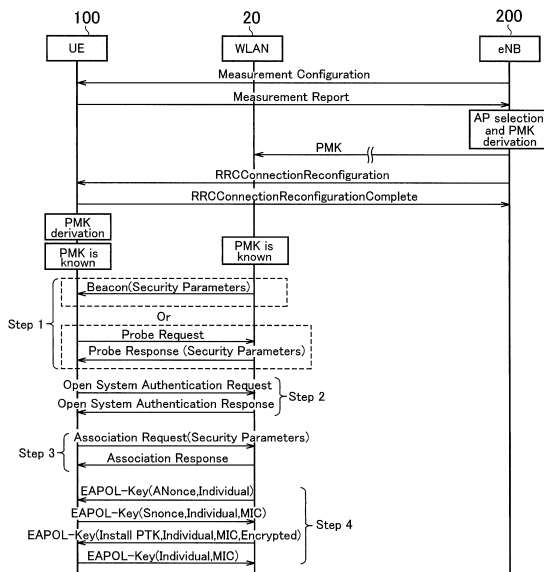 100
20
200
UE
WLAN
eNB
Measurement Configuration
Measurement Report
AP selection
and PMK
derivation
PMK
RRCConnectionReconfiguration
RRCConnectionReconfigurationComplete
PMK
derivation
PMK is
known
PMK is
known
Beacon(Security Parameters)
Or
Step 1
Probe Request
Probe Response (Security Parameters)
Open System Authentication Request
Step 2
Open System Authentication Response
Association Request(Security Parameters)
Step 3
Association Response
EAPOL-Key(ANonce,Individual)
EAPOL-Key(Snonce,Individual,MIC)
Step 4
EAPOL-Key(Install PTK,Individual,MIC,Encrypted)
EAPOL-Key(Individual,MIC)